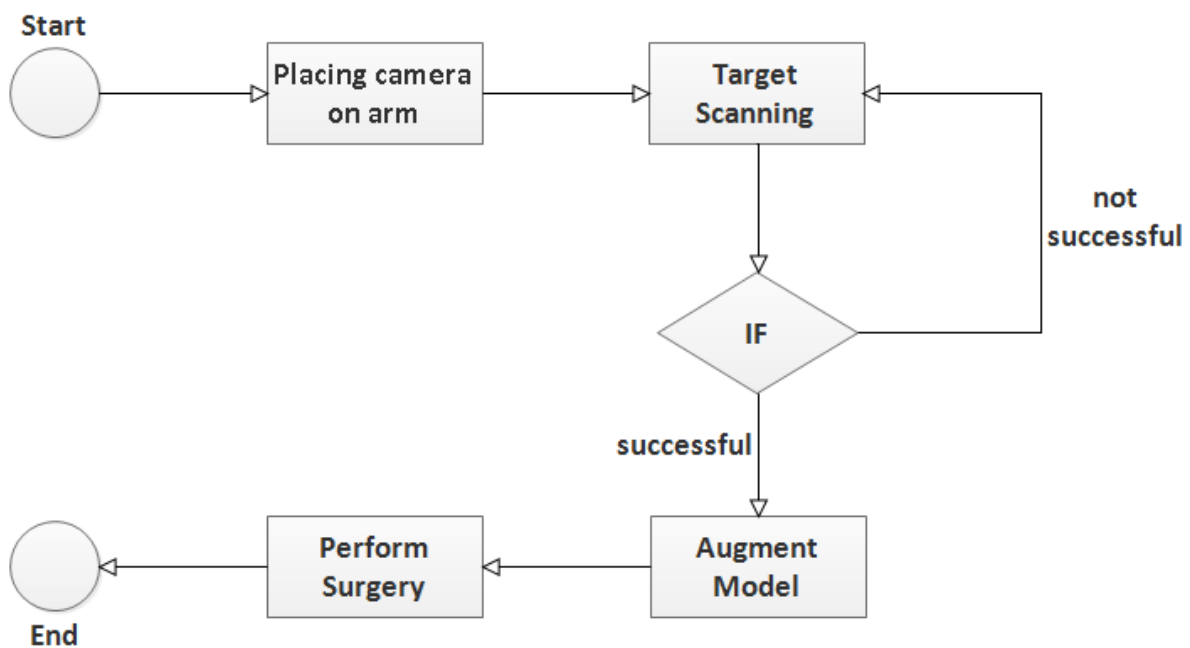 Start
Placing camera
on arm
Target
Scanning
not
successful
IF
successful
Augment
Model
Perform
Surgery
End